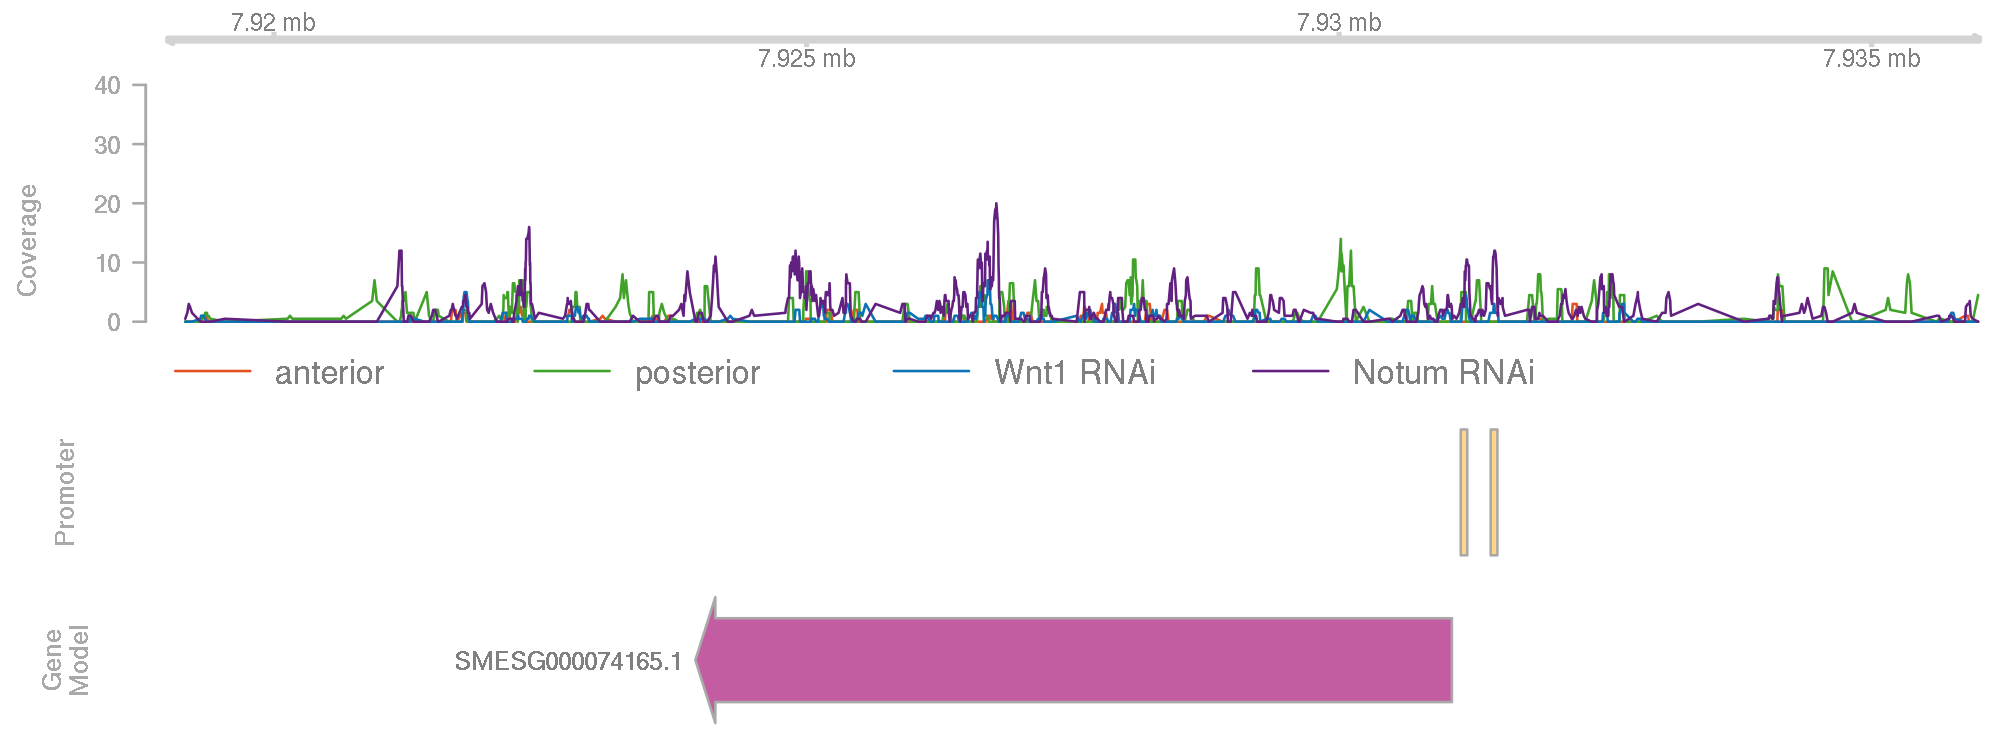 7.92 mb
7.93 mb
7.925 mb
7.935 mb
40
30
20
10
0
Coverage
anterior
posterior
Wnt1 RNAi
Notum RNAi
Promoter
Gene
Model
SMESG000074165.1